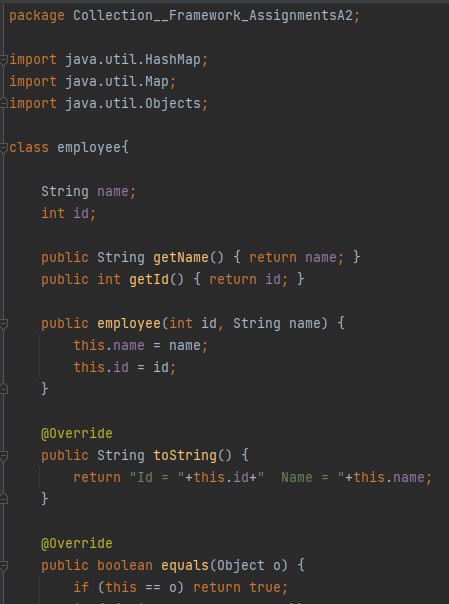 package Collection__Framework_AssignmentsA2;
import java.util.HashMap;
import java.util.Map;
import java.util.Objects;
class employee{
String name;
int id;
public String getName() { return name; }
public int getId() { return id; }
public employee(int id, String name) {
this.name = name;
this.id = id;
}
@Override
public String toString() {
return "Id = "+this.id+"  Name = "+this.name;
}
@Override
public boolean equals(Object o) {
if (this == o) return true;